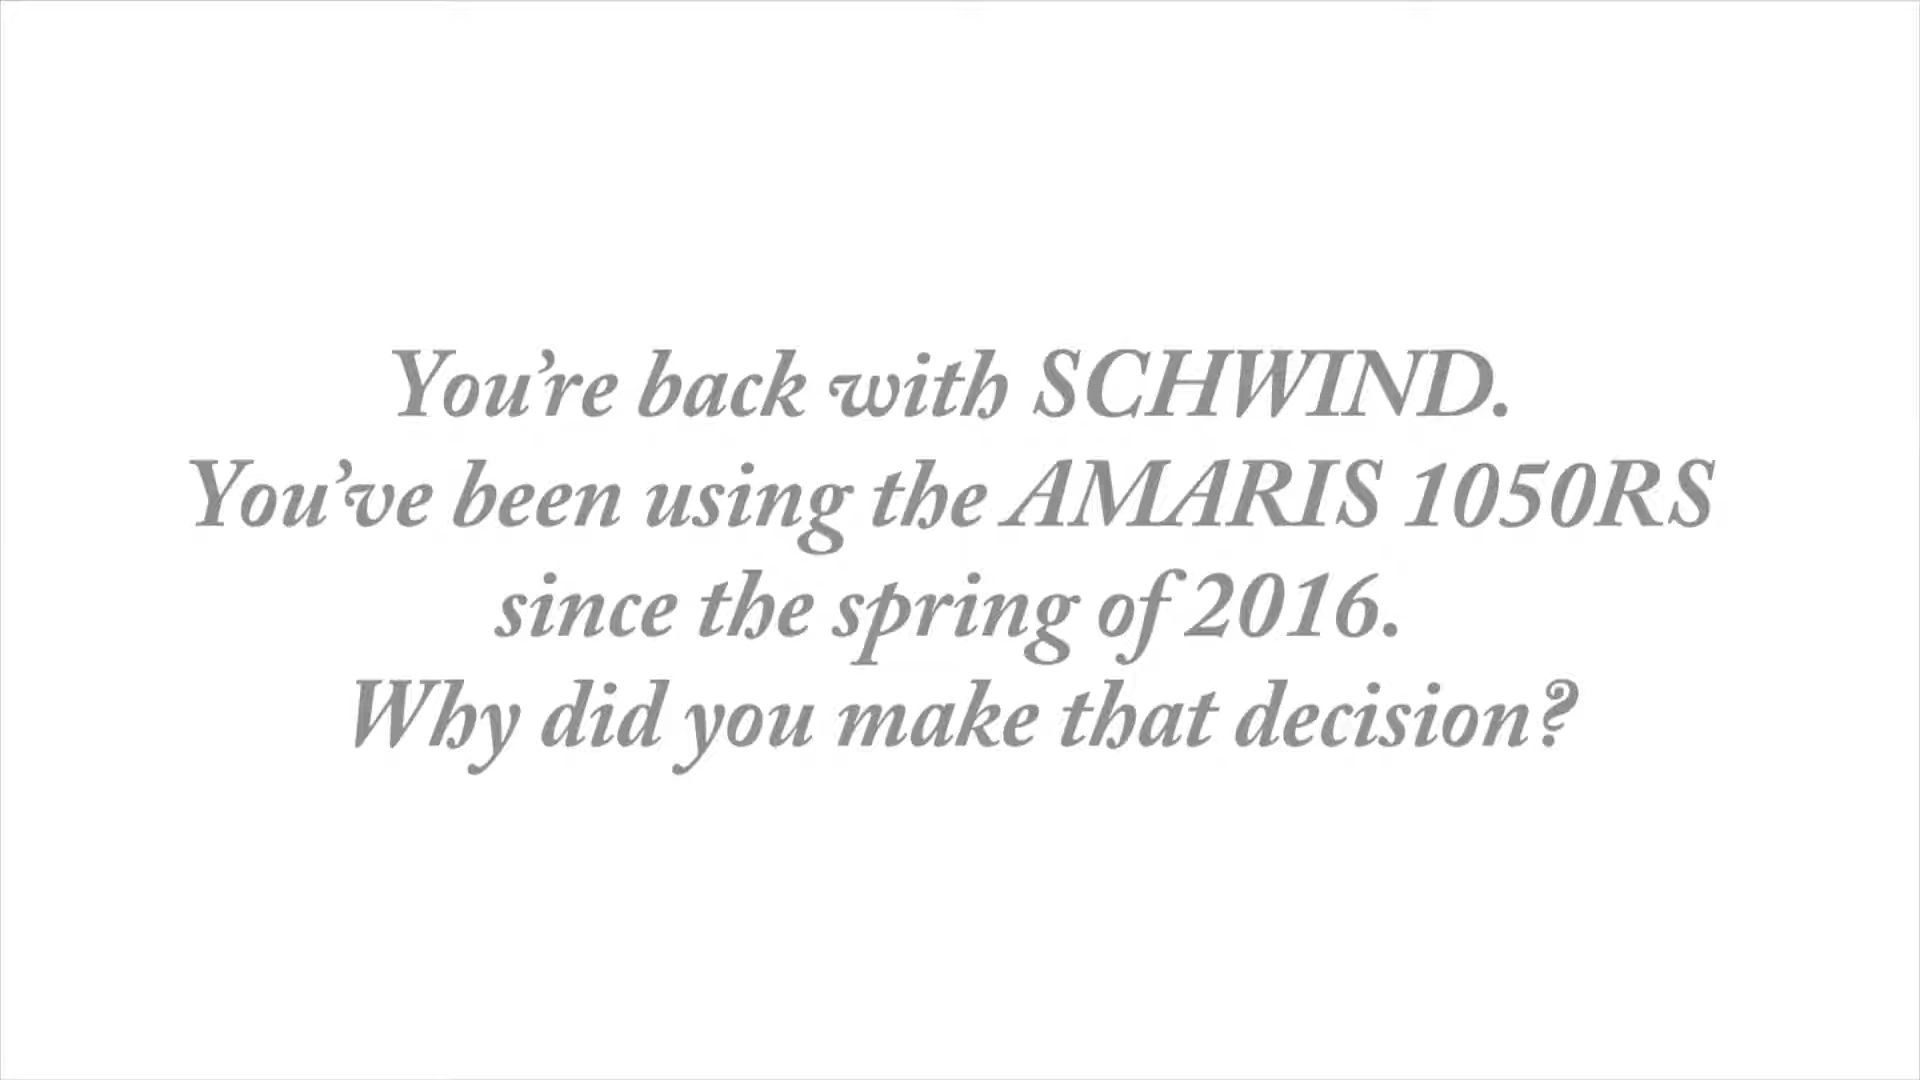 You’re back with SCHWIND.
You’ve been using the AMARIS 1050RS
since the spring of 2016.
Why did you make that decision?